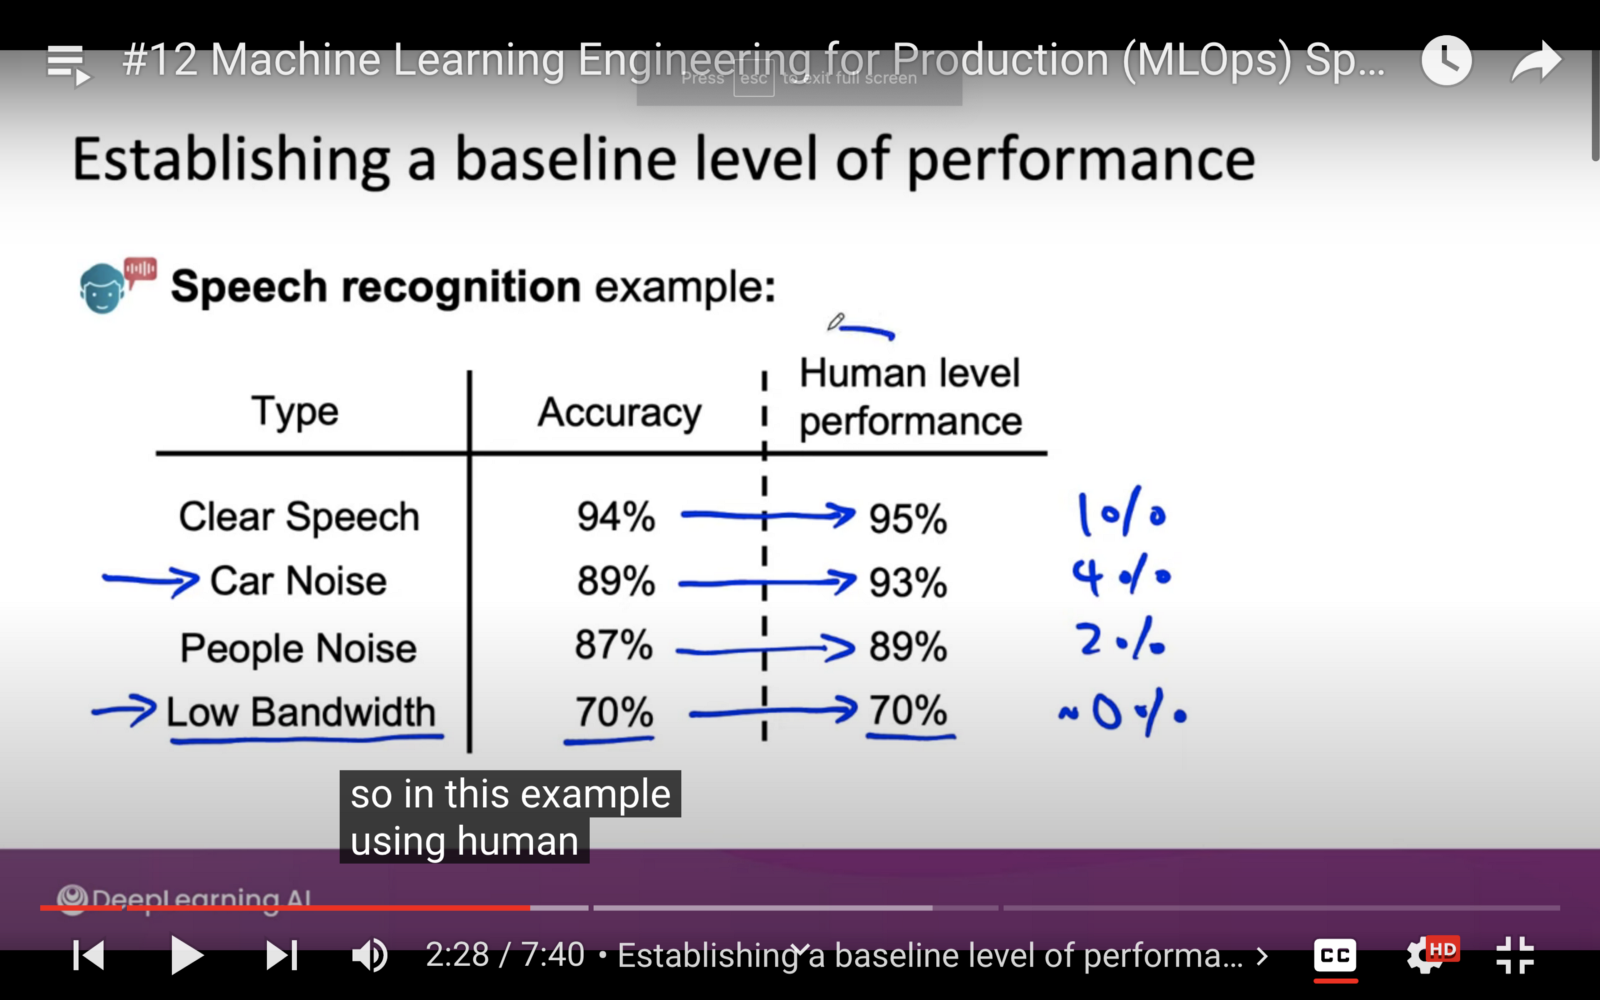 #12 Machine Learning Engineering for Production (MLOps) Sp...
Press esc to exit full screen
Establishing a baseline level of performance
Speech recognition example:
Type Accuracy Human level performance
Clear Speech 94% 95% 1%
Car Noise 89% 93% 4%
People Noise 87% 89% 2%
Low Bandwidth 70% 70% ~0%
so in this example
using human
DeepLearning.AI
2:28 / 7:40 • Establishing a baseline level of performa... >
CC
HD